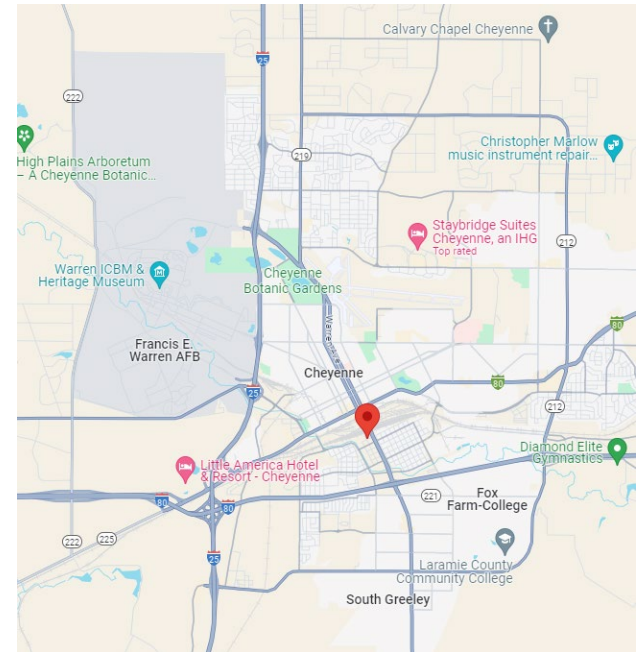 Calvary Chapel Cheyenne
25
222
High Plains Arboretum
– A Cheyenne Botanic...
219
Christopher Marlow
music instrument repair...
Staybridge Suites
Cheyenne, an IHG
Top rated
212
Warren ICBM &
Heritage Museum
Cheyenne
Botanic Gardens
80
Francis E.
Warren AFB
Cheyenne
80
25
212
Little America Hotel
& Resort - Cheyenne
Diamond Elite
Gymnastics
80
80
221
Fox
Farm-College
222
225
25
Laramie County
Community College
South Greeley